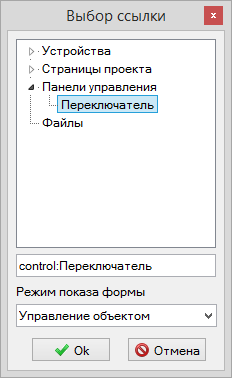 Выбор ссылки
Устройства
Страницы проекта
Панели управления
Переключатель
Файлы
control:Переключатель
Режим показа формы
Управление объектом
Ok
Отмена